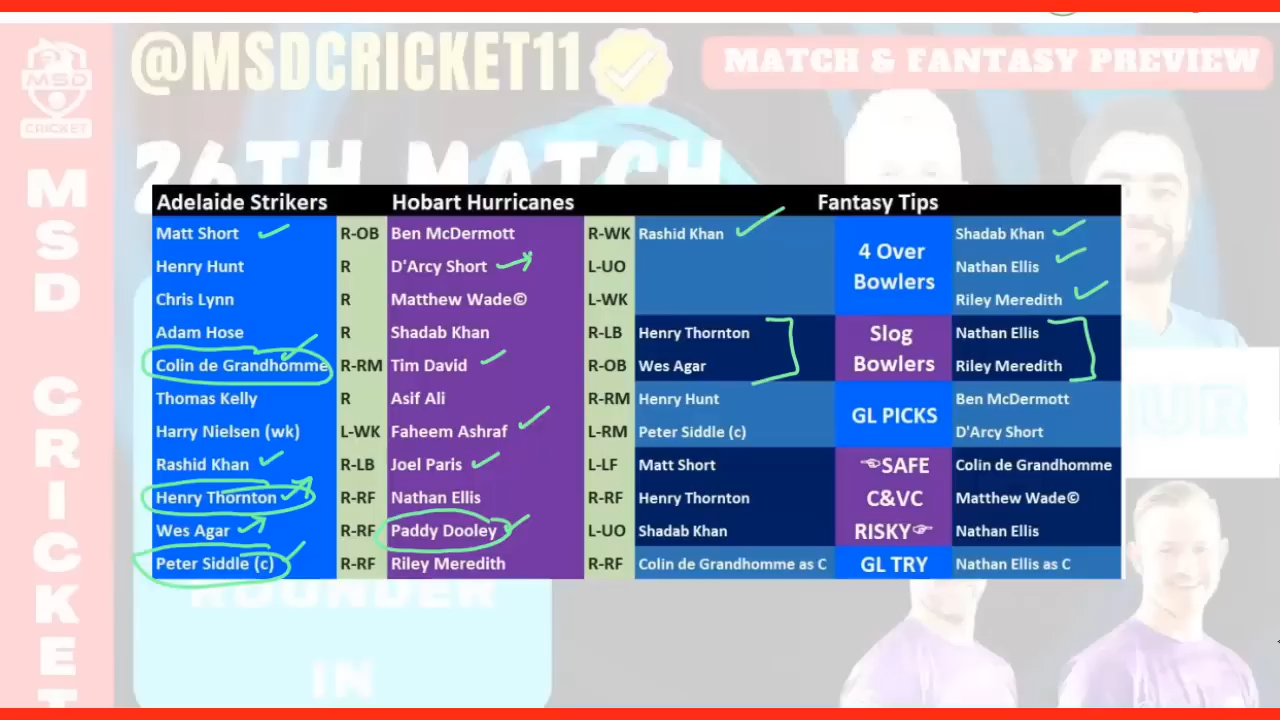 @MSDCRICKET11
MATCH & FANTASY PREVIEW
MSD
CRICKET
MSD CRICKET
26TH MATCH
Adelaide Strikers Hobart Hurricanes Fantasy Tips
Matt Short R-OB Ben McDermott R-WK Rashid Khan 4 Over Bowlers Shadab Khan
Henry Hunt R D'Arcy Short L-UO Nathan Ellis
Chris Lynn R Matthew Wade© L-WK Riley Meredith
Adam Hose R Shadab Khan R-LB Henry Thornton Slog Bowlers Nathan Ellis
Colin de Grandhomme R-RM Tim David R-OB Wes Agar Riley Meredith
Thomas Kelly R Asif Ali R-RM Henry Hunt GL PICKS Ben McDermott
Harry Nielsen (wk) L-WK Faheem Ashraf L-RM Peter Siddle (c) D'Arcy Short
Rashid Khan R-LB Joel Paris L-LF Matt Short ☜SAFE Colin de Grandhomme
Henry Thornton R-RF Nathan Ellis R-RF Henry Thornton C&VC Matthew Wade©
Wes Agar R-RF Paddy Dooley L-UO Shadab Khan RISKY☞ Nathan Ellis
Peter Siddle (c) R-RF Riley Meredith R-RF Colin de Grandhomme as C GL TRY Nathan Ellis as C
ROUNDER
IN